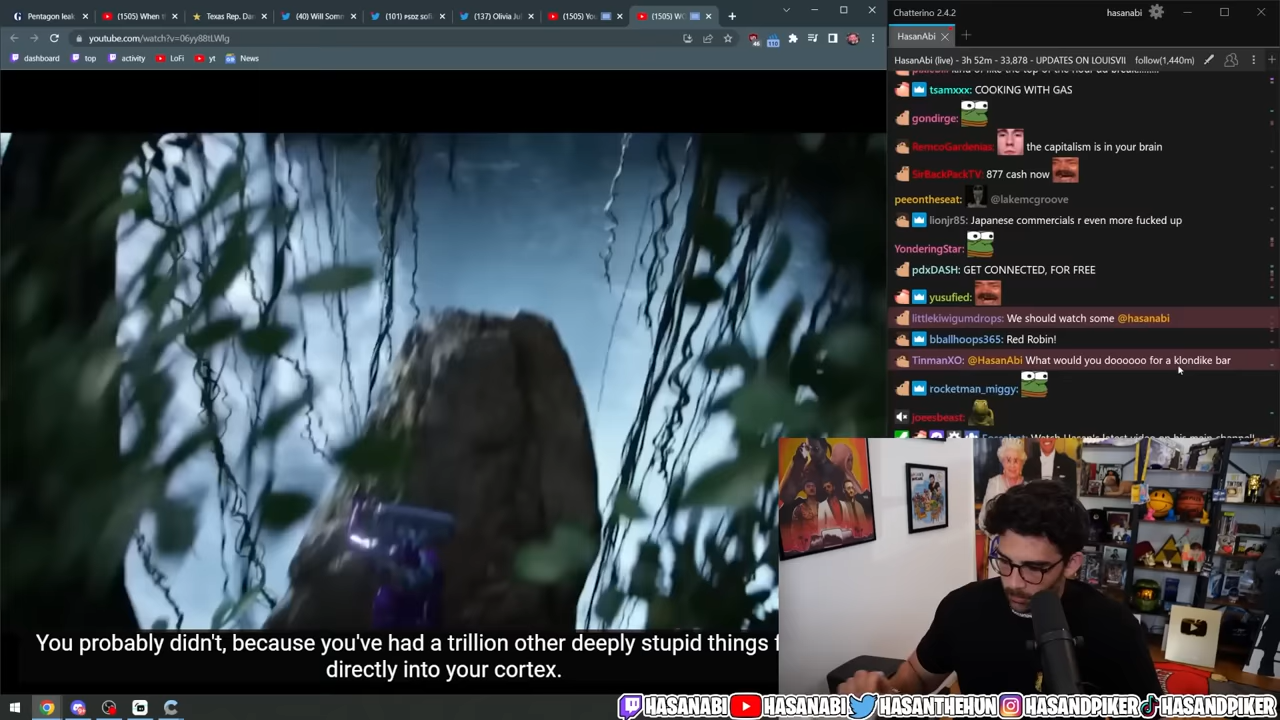 Pentagon leak
(1505) When t
Texas Rep. Da
(40) Will Som
(101) #soz sofi
(137) Olivia Ju
(1505) You
(1505) WO
youtube.com/watch?v=06yy88tLWlg
dashboard
top
activity
LoFi
yt
News
You probably didn't, because you've had a trillion other deeply stupid things
directly into your cortex.
Chatterino 2.4.2
hasanabi
HasanAbi
HasanAbi (live) - 3h 52m - 33,878 - UPDATES ON LOUISVIL
follow(1,440m)
tsamxxx: COOKING WITH GAS
gondirge:
RemcoGardenias: the capitalism is in your brain
SirBackPackTV: 877 cash now
peeontheseat: @lakemcgroove
lionjr85: Japanese commercials r even more fucked up
YonderingStar:
pdxDASH: GET CONNECTED, FOR FREE
yusufied:
littlekiwigumdrops: We should watch some @hasanabi
bballhoops365: Red Robin!
TinmanXO: @HasanAbi What would you doooooo for a klondike bar
rocketman_miggy:
joeesbeast:
HASANABI
HASANABI
HASANTHEHUN
HASANDPIKER
HASANDPIKER